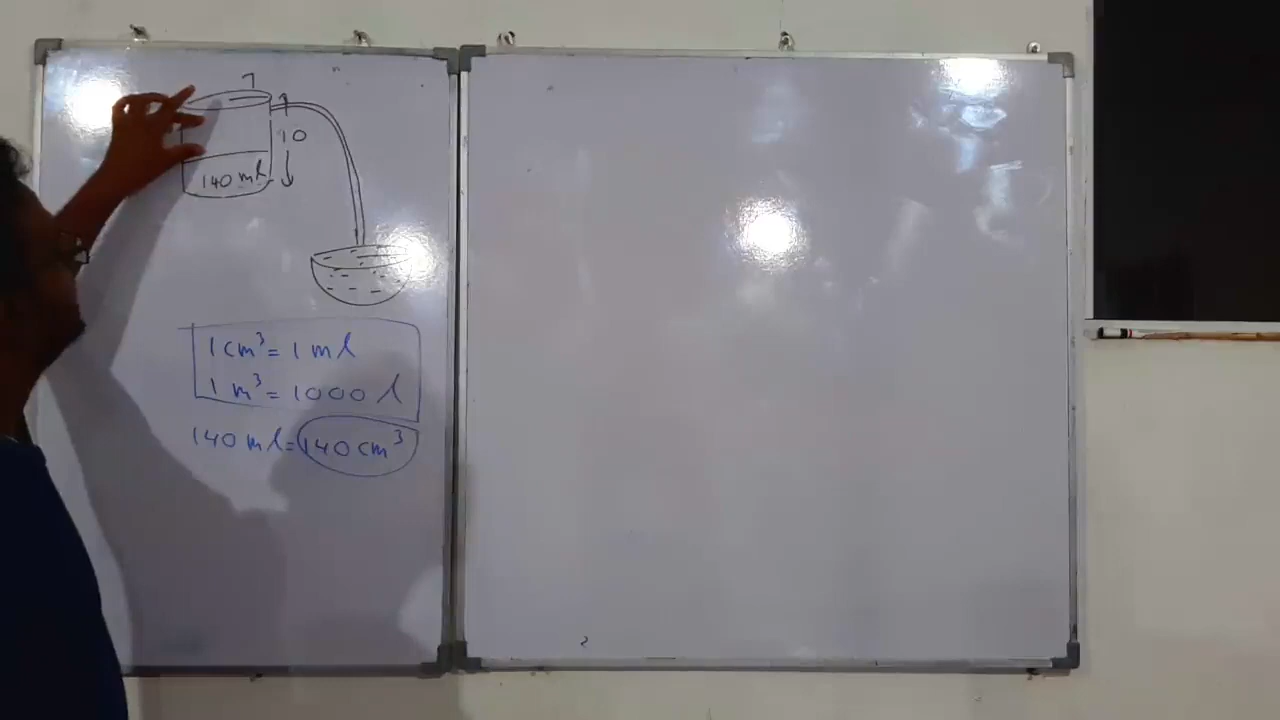 7
10
140 ml
1 cm³ = 1 ml
1 m³ = 1000 l
140 ml = 140 cm³